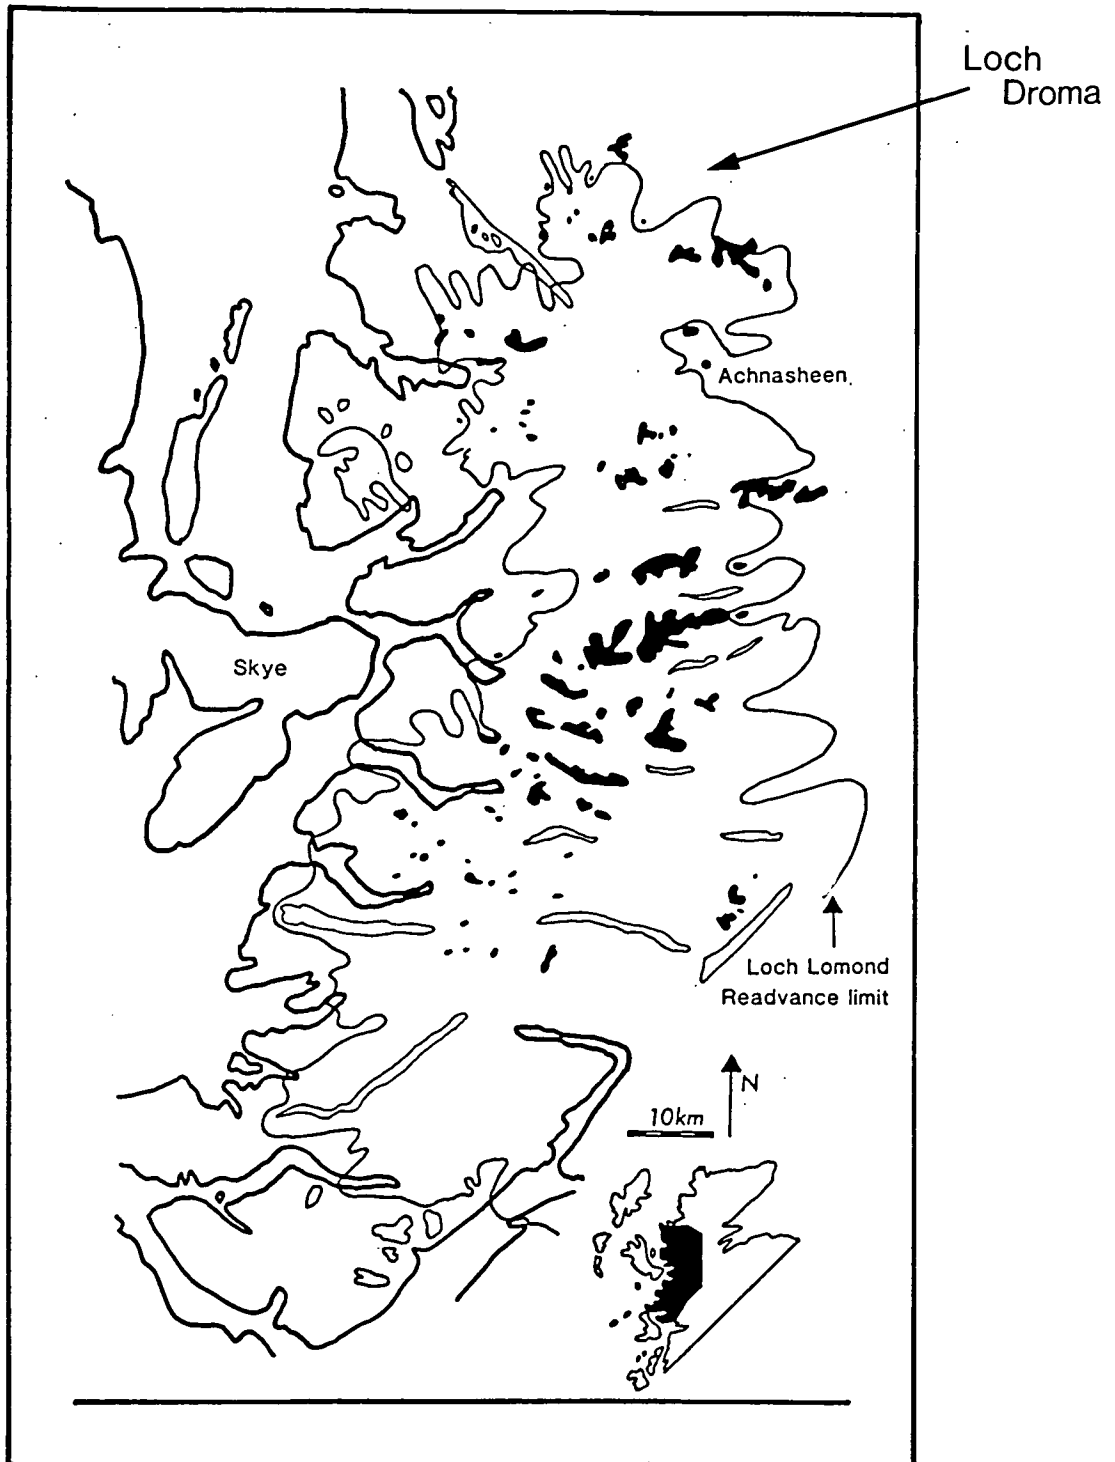 Loch
Droma
Achnasheen
Skye
Loch Lomond
Readvance limit
N
10km